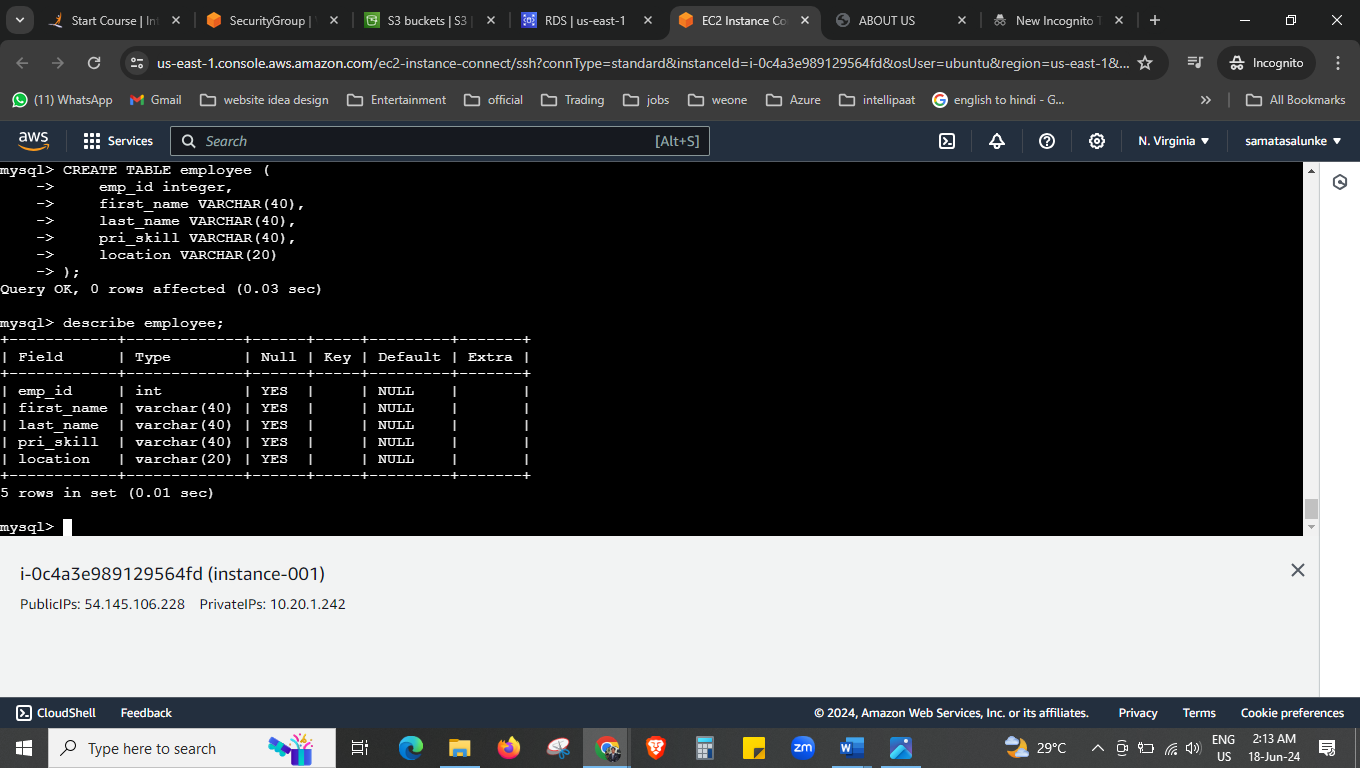 Start Course | Int
SecurityGroup |
S3 buckets | S3 |
RDS | us-east-1
EC2 Instance Co
ABOUT US
New Incognito T
us-east-1.console.aws.amazon.com/ec2-instance-connect/ssh?connType=standard&instanceId=i-0c4a3e989129564fd&osUser=ubuntu&region=us-east-1&...
Incognito
(11) WhatsApp
Gmail
website idea design
Entertainment
official
Trading
jobs
weone
Azure
intellipaat
english to hindi - G...
»
All Bookmarks
aws
Services
Search
[Alt+S]
N. Virginia
samatasalunke
mysql> CREATE TABLE employee (
    ->     emp_id integer,
    ->     first_name VARCHAR(40),
    ->     last_name VARCHAR(40),
    ->     pri_skill VARCHAR(40),
    ->     location VARCHAR(20)
    -> );
Query OK, 0 rows affected (0.03 sec)
mysql> describe employee;
+------------+-------------+------+-----+---------+-------+
| Field      | Type        | Null | Key | Default | Extra |
+------------+-------------+------+-----+---------+-------+
| emp_id     | int         | YES  |     | NULL    |       |
| first_name | varchar(40) | YES  |     | NULL    |       |
| last_name  | varchar(40) | YES  |     | NULL    |       |
| pri_skill  | varchar(40) | YES  |     | NULL    |       |
| location   | varchar(20) | YES  |     | NULL    |       |
+------------+-------------+------+-----+---------+-------+
5 rows in set (0.01 sec)
mysql>
i-0c4a3e989129564fd (instance-001)
PublicIPs: 54.145.106.228 PrivateIPs: 10.20.1.242
CloudShell
Feedback
© 2024, Amazon Web Services, Inc. or its affiliates.
Privacy
Terms
Cookie preferences
Type here to search
zm
29°C
ENG
US
2:13 AM
18-Jun-24